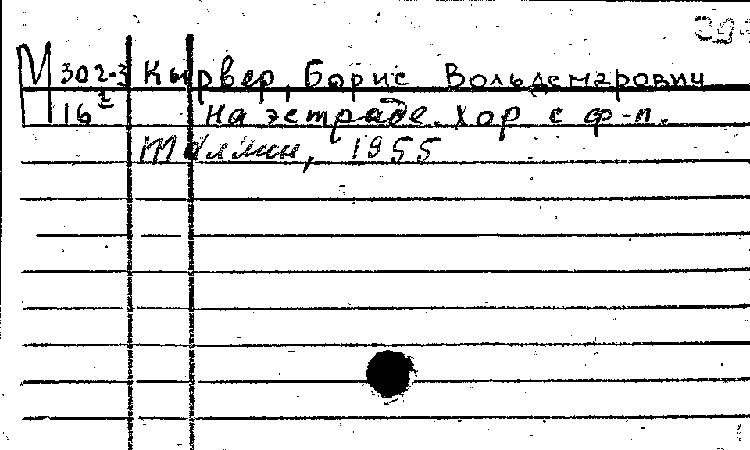 М 302-3 Кырвер, Борис Вольдемарович
16² На эстраде. Хор с ф-п.
Таллин, 1955